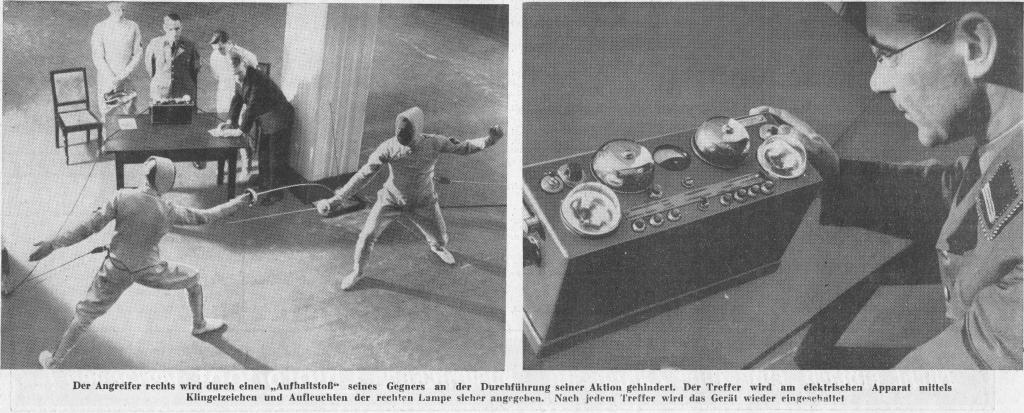 Der Angreifer rechts wird durch einen „Aufhaltstoß“ seines Gegners an der Durchführung seiner Aktion gehindert. Der Treffer wird am elektrischen Apparat mittels
Klingelzeichen und Aufleuchten der rechten Lampe sicher angegeben. Nach jedem Treffer wird das Gerät wieder eingeschaltet